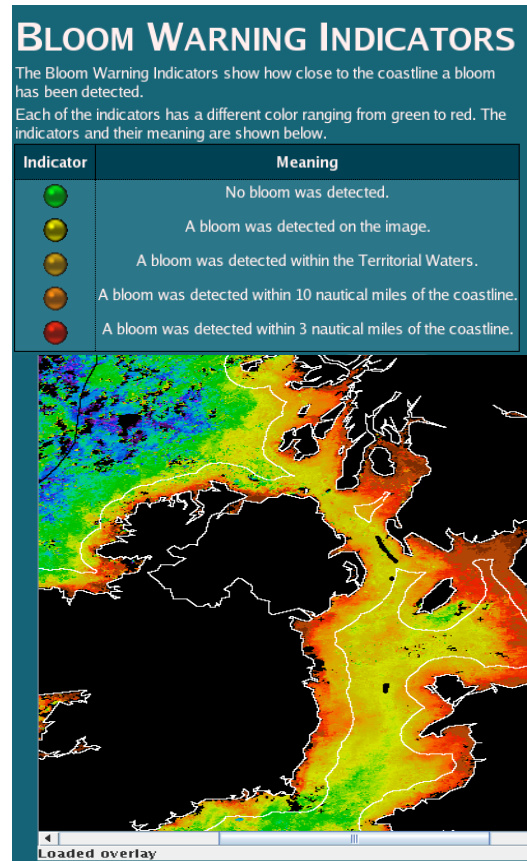 BLOOM WARNING INDICATORS
The Bloom Warning Indicators show how close to the coastline a bloom
has been detected.
Each of the indicators has a different color ranging from green to red. The
indicators and their meaning are shown below.
Indicator Meaning
No bloom was detected.
A bloom was detected on the image.
A bloom was detected within the Territorial Waters.
A bloom was detected within 10 nautical miles of the coastline.
A bloom was detected within 3 nautical miles of the coastline.
Loaded overlay